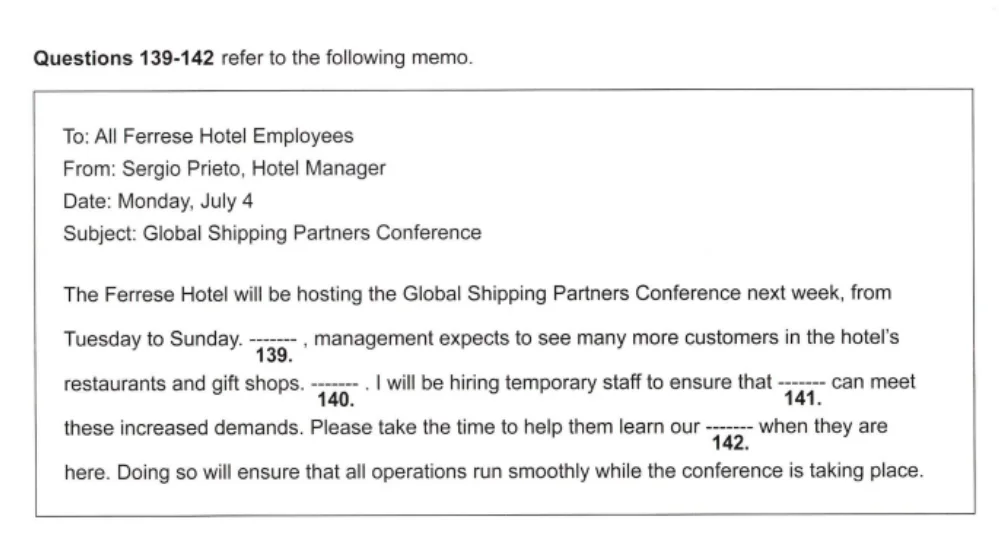 Questions 139-142 refer to the following memo.
To: All Ferrese Hotel Employees
From: Sergio Prieto, Hotel Manager
Date: Monday, July 4
Subject: Global Shipping Partners Conference
The Ferrese Hotel will be hosting the Global Shipping Partners Conference next week, from
Tuesday to Sunday. ------- , management expects to see many more customers in the hotel's
139.
restaurants and gift shops. ------- . I will be hiring temporary staff to ensure that ------- can meet
140. 141.
these increased demands. Please take the time to help them learn our ------- when they are
142.
here. Doing so will ensure that all operations run smoothly while the conference is taking place.